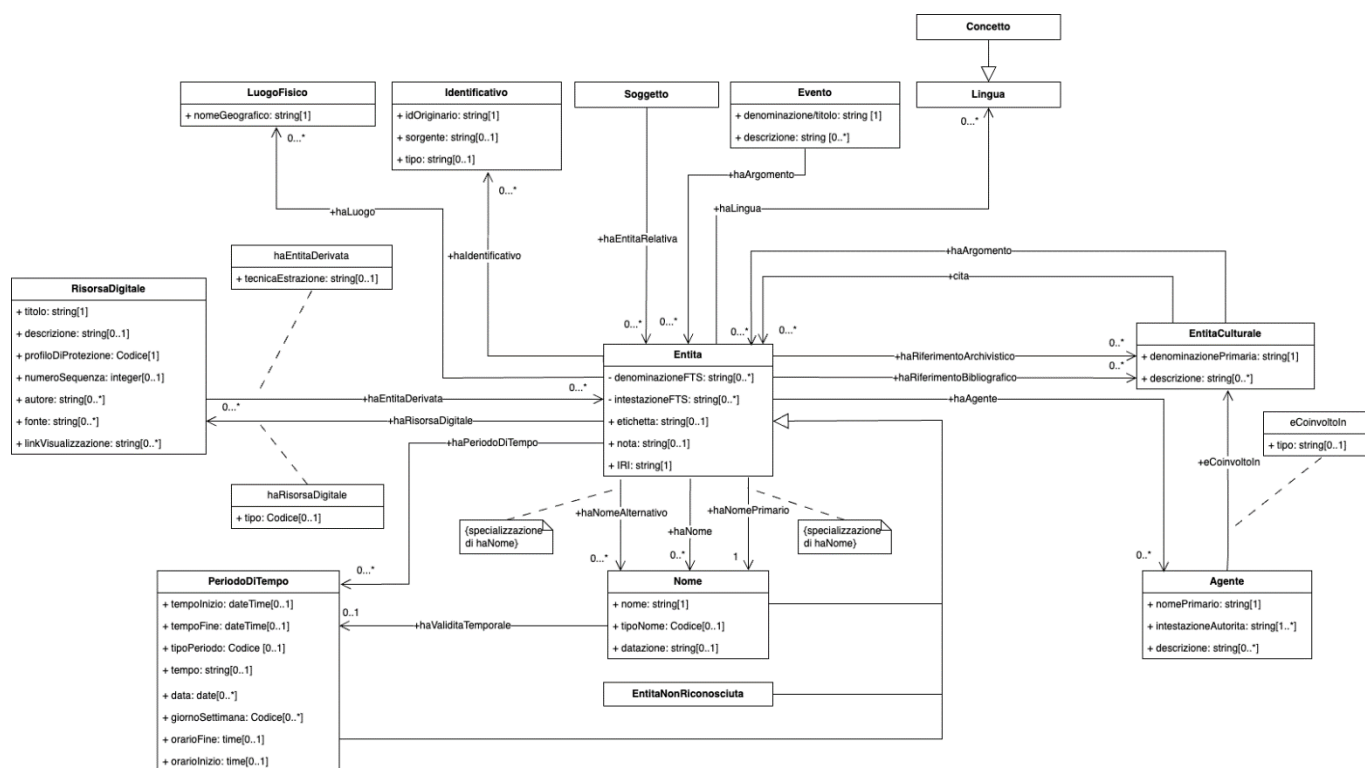 Concetto
LuogoFisico
+ nomeGeografico: string[1]
Identificativo
+ idOriginario: string[1]
+ sorgente: string[0..1]
+ tipo: string[0..1]
Soggetto
Evento
+ denominazione/titolo: string [1]
+ descrizione: string [0..*]
Lingua
0...*
0...*
0...*
+haArgomento
+haLuogo
+haLingua
+haIdentificativo
+haEntitaRelativa
haEntitaDerivata
+ tecnicaEstrazione: string[0..1]
+haArgomento
+cita
RisorsaDigitale
+ titolo: string[1]
+ descrizione: string[0..1]
+ profiloDiProtezione: Codice[1]
+ numeroSequenza: integer[0..1]
+ autore: string[0..*]
+ fonte: string[0..*]
+ linkVisualizzazione: string[0..*]
0...*
0...*
0...*
0...*
Entita
- denominazioneFTS: string[0..*]
- intestazioneFTS: string[0..*]
+ etichetta: string[0..1]
+ nota: string[0..1]
+ IRI: string[1]
+haRiferimentoArchivistico
0..*
+haRiferimentoBibliografico
0..*
+haAgente
EntitaCulturale
+ denominazionePrimaria: string[1]
+ descrizione: string[0..*]
+haEntitaDerivata
0...*
0...*
+haRisorsaDigitale
+haPeriodoDiTempo
eCoinvoltoIn
+ tipo: string[0..1]
+eCoinvoltoIn
haRisorsaDigitale
+ tipo: Codice[0..1]
{specializzazione
di haNome}
+haNomeAlternativo
+haNome
+haNomePrimario
{specializzazione
di haNome}
0...*
0..*
1
0..*
0...*
PeriodoDiTempo
+ tempoInizio: dateTime[0..1]
+ tempoFine: dateTime[0..1]
+ tipoPeriodo: Codice [0..1]
+ tempo: string[0..1]
+ data: date[0..*]
+ giornoSettimana: Codice[0..*]
+ orarioFine: time[0..1]
+ orarioInizio: time[0..1]
0..1
+haValiditaTemporale
Nome
+ nome: string[1]
+ tipoNome: Codice[0..1]
+ datazione: string[0..1]
Agente
+ nomePrimario: string[1]
+ intestazioneAutorita: string[1..*]
+ descrizione: string[0..*]
EntitaNonRiconosciuta